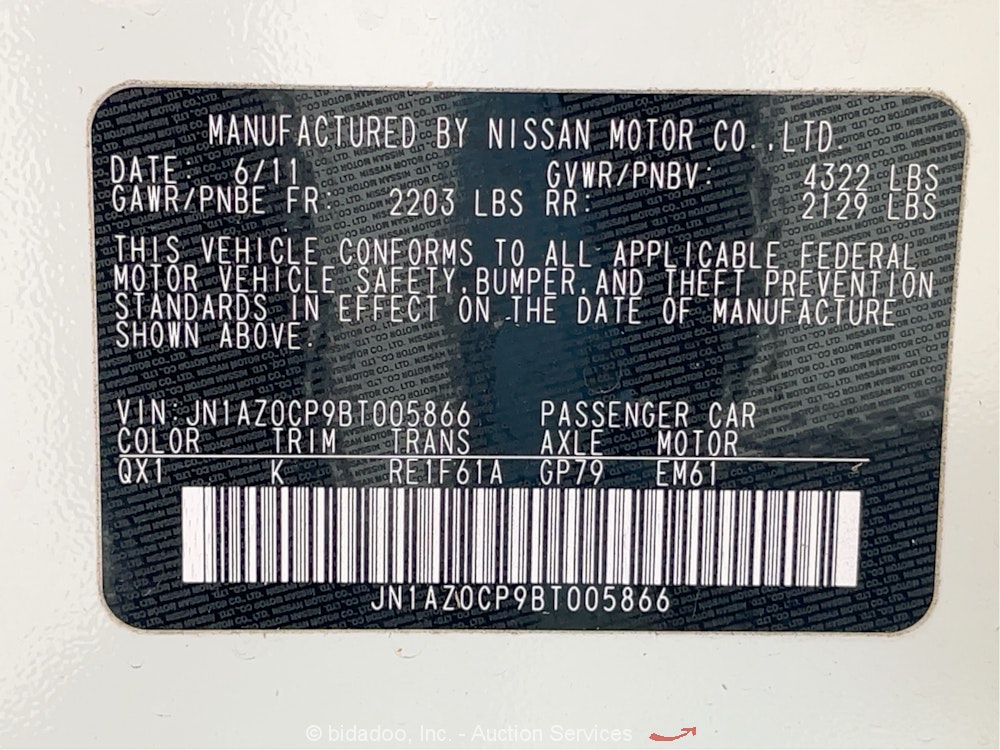 MANUFACTURED BY NISSAN MOTOR CO.,LTD.
DATE: 6/11 GVWR/PNBV: 4322 LBS
GAWR/PNBE FR: 2203 LBS RR: 2129 LBS
THIS VEHICLE CONFORMS TO ALL APPLICABLE FEDERAL
MOTOR VEHICLE SAFETY,BUMPER,AND THEFT PREVENTION
STANDARDS IN EFFECT ON THE DATE OF MANUFACTURE
SHOWN ABOVE.
VIN:JN1AZ0CP9BT005866 PASSENGER CAR
COLOR TRIM TRANS AXLE MOTOR
QX1 K RE1F61A GP79 EM61
JN1AZ0CP9BT005866
© bidadoo, Inc. - Auction Services